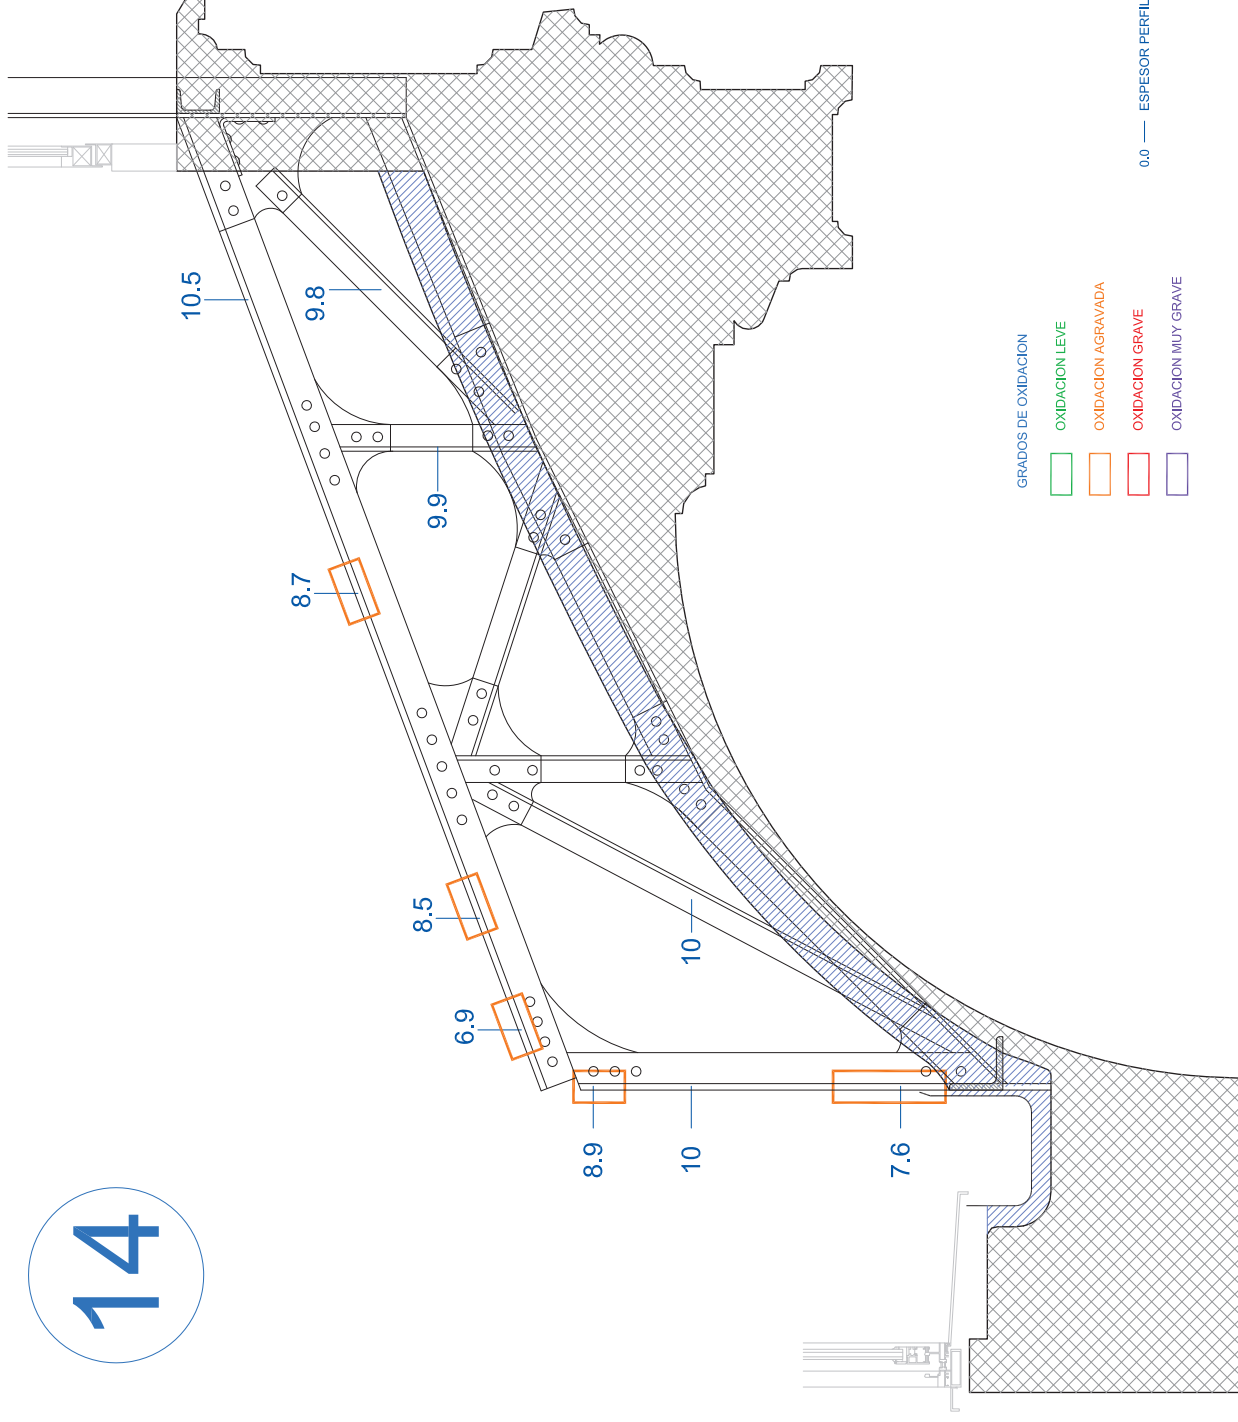 14
10.5
9.8
9.9
8.7
8.5
6.9
10
8.9
10
7.6
GRADOS DE OXIDACION
OXIDACION LEVE
OXIDACION AGRAVADA
OXIDACION GRAVE
OXIDACION MUY GRAVE
0.0 — ESPESOR PERFIL